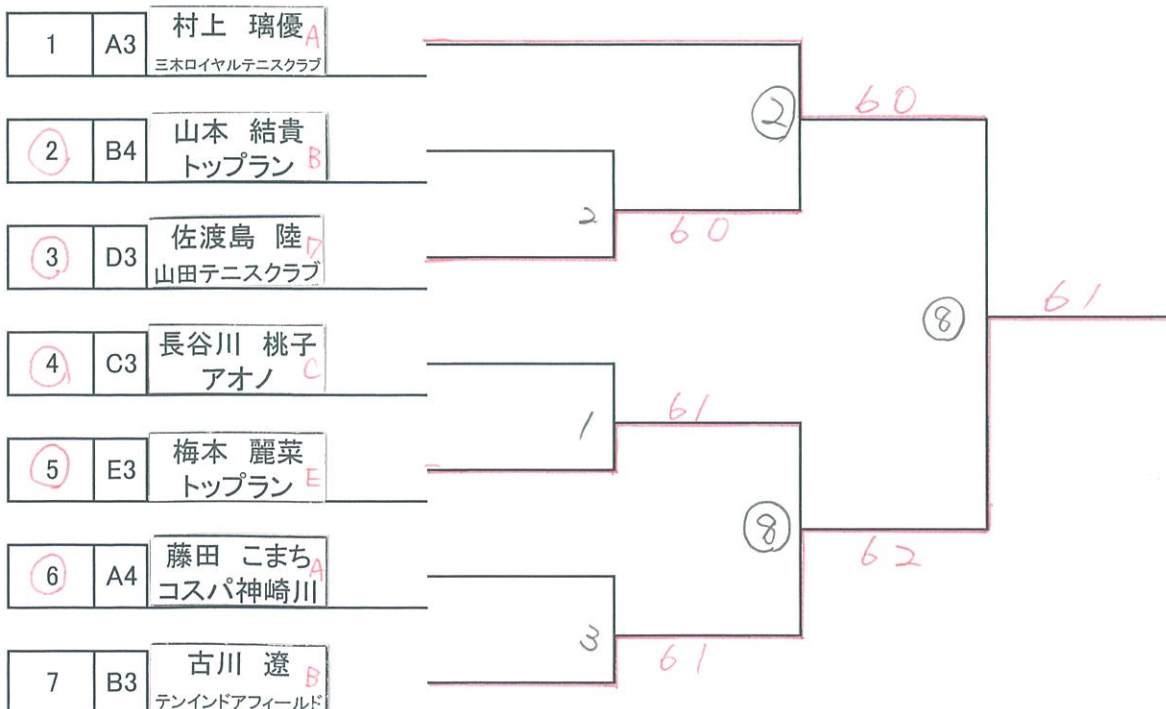 1 A3 村上 璃優 A
三木ロイヤルテニスクラブ
② B4 山本 結貴
トップラン B
③ D3 佐渡島 陸 D
山田テニスクラブ
④ C3 長谷川 桃子
アオノ C
⑤ E3 梅本 麗菜
トップラン E
⑥ A4 藤田 こまち A
コスパ神崎川
7 B3 古川 遼 B
テンインドアフィールド
② 60
2 60
⑧ 61
1 61
⑧ 62
3 61